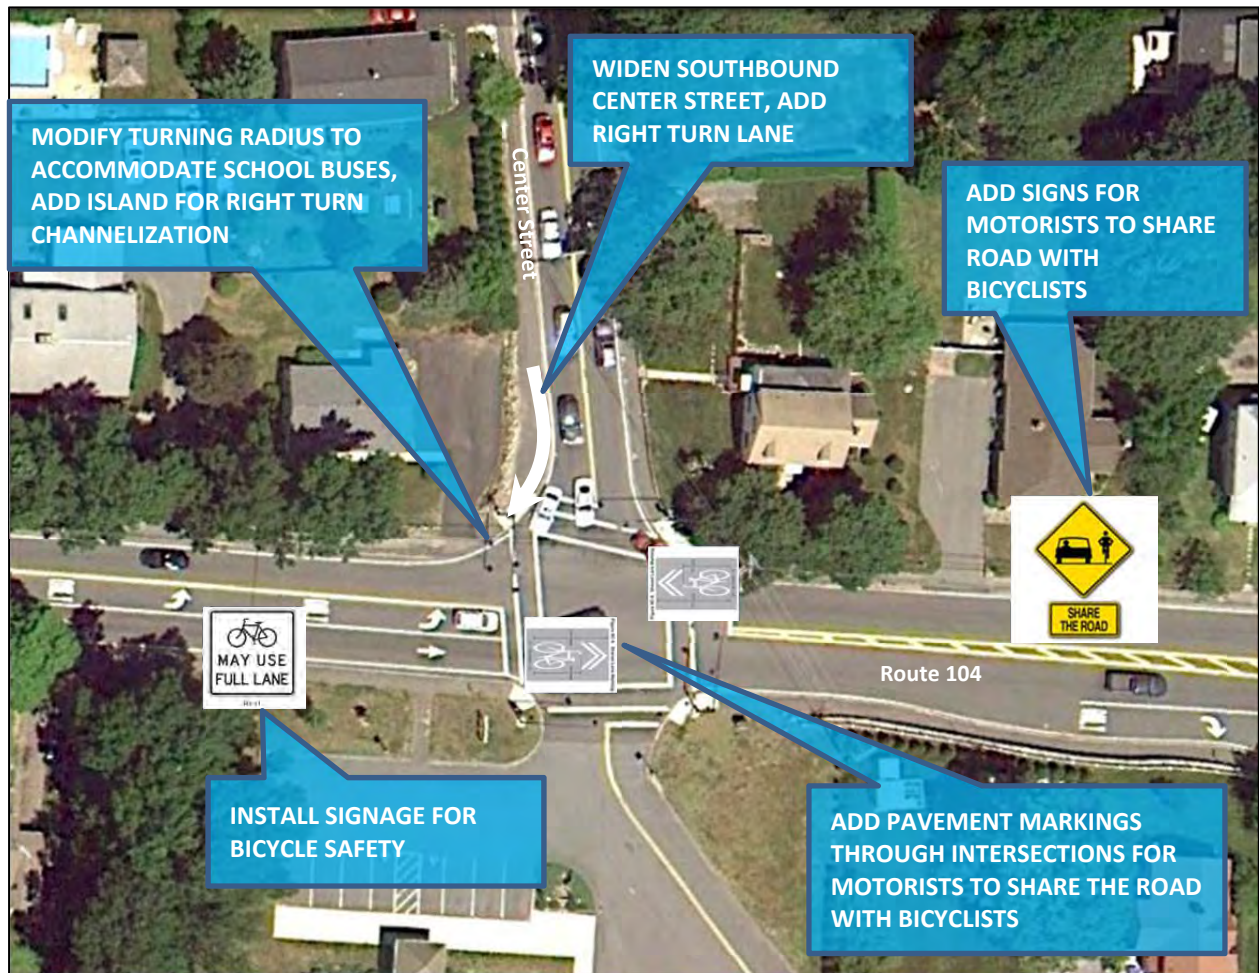 WIDEN SOUTHBOUND
CENTER STREET, ADD
RIGHT TURN LANE
MODIFY TURNING RADIUS TO
ACCOMMODATE SCHOOL BUSES,
ADD ISLAND FOR RIGHT TURN
CHANNELIZATION
Center Street
ADD SIGNS FOR
MOTORISTS TO SHARE
ROAD WITH
BICYCLISTS
SHARE
THE ROAD
MAY USE
FULL LANE
Route 104
INSTALL SIGNAGE FOR
BICYCLE SAFETY
ADD PAVEMENT MARKINGS
THROUGH INTERSECTIONS FOR
MOTORISTS TO SHARE THE ROAD
WITH BICYCLISTS